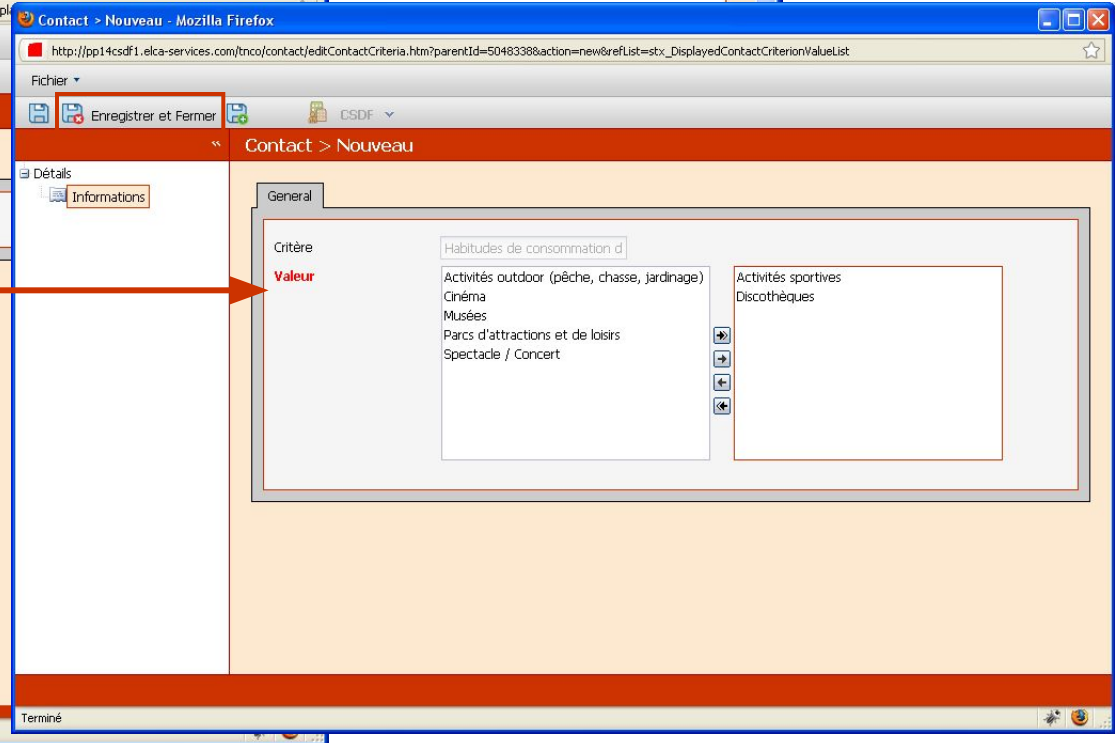 pla
Contact > Nouveau - Mozilla Firefox
http://pp14csdf1.elca-services.com/tnco/contact/editContactCriteria.htm?parentId=5048338&action=new&refList=stx_DisplayedContactCriterionValueList
Fichier
Enregistrer et Fermer
CSDF
Contact > Nouveau
Détails
Informations
General
Critère
Habitudes de consommation d
Valeur
Activités outdoor (pêche, chasse, jardinage)
Cinéma
Musées
Parcs d'attractions et de loisirs
Spectacle / Concert
Activités sportives
Discothèques
Terminé